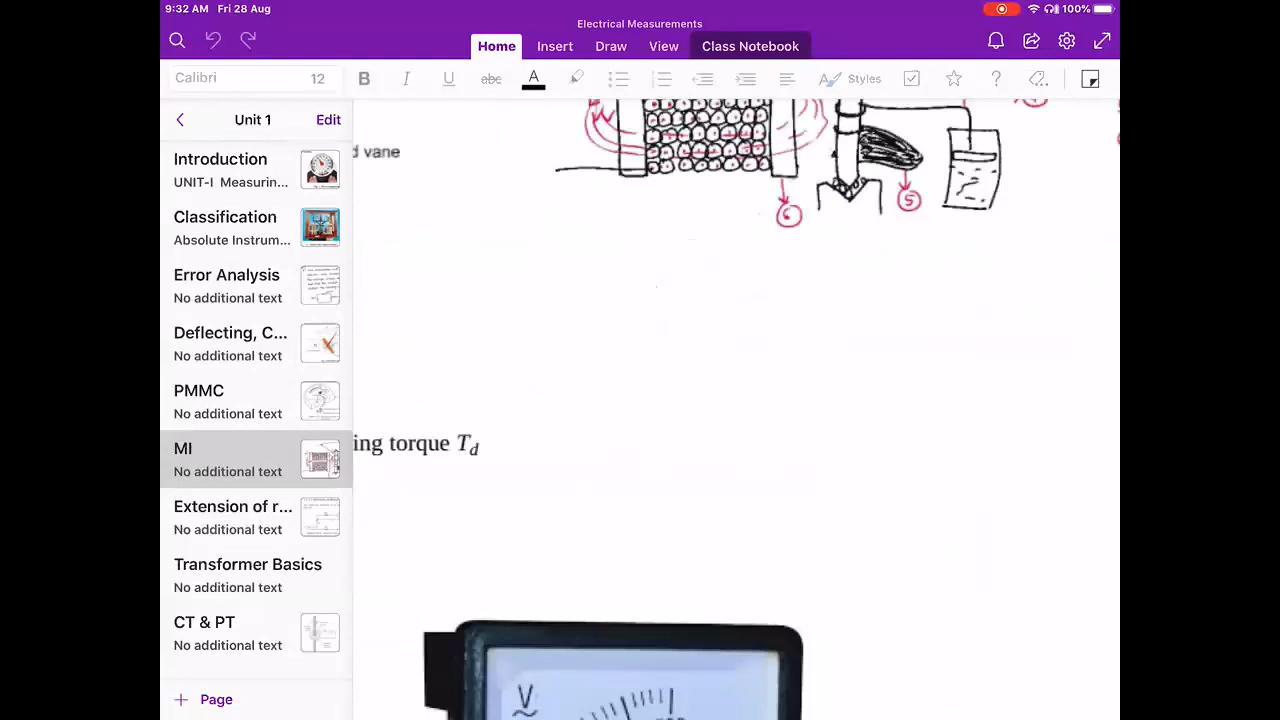 9:32 AM Fri 28 Aug
100%
Electrical Measurements
Home Insert Draw View Class Notebook
Calibri 12 B I U abc A Styles ?
Unit 1
Edit
Introduction
UNIT-I Measurin...
Classification
Absolute Instrum...
Error Analysis
No additional text
Deflecting, C...
No additional text
PMMC
No additional text
MI
No additional text
Extension of r...
No additional text
Transformer Basics
No additional text
CT & PT
No additional text
+ Page
d vane
6
5
ing torque Td
V